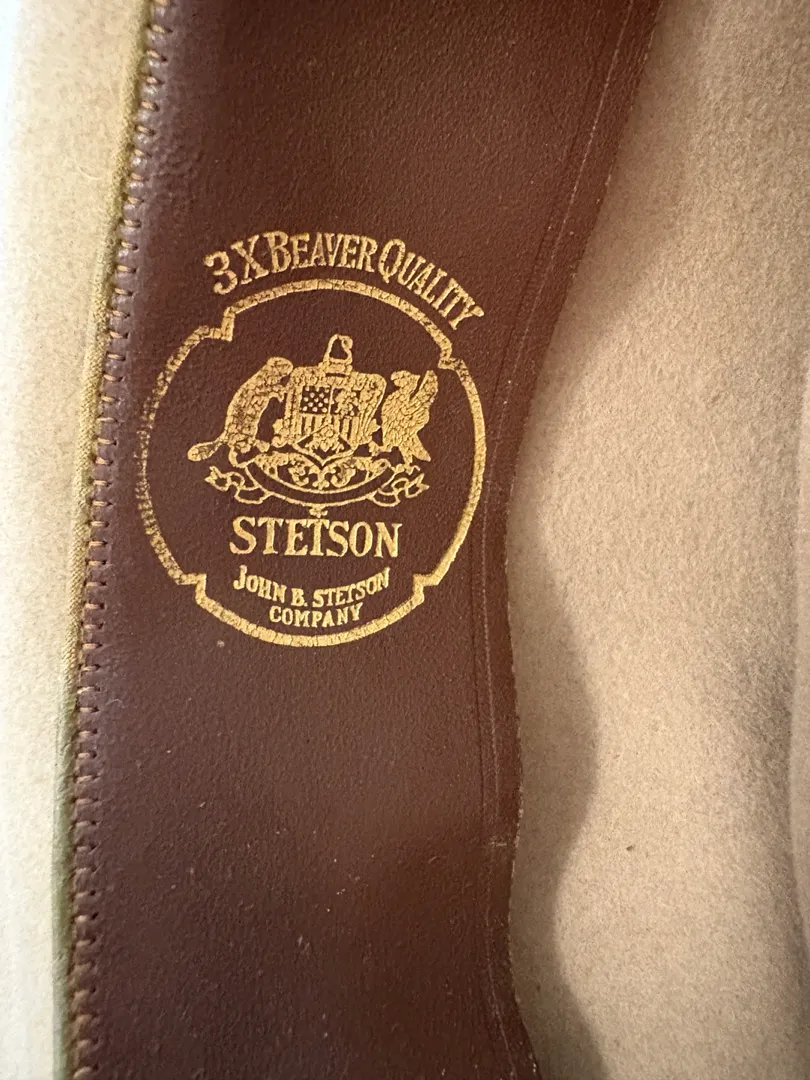 3X BEAVER QUALITY
STETSON
JOHN B. STETSON
COMPANY